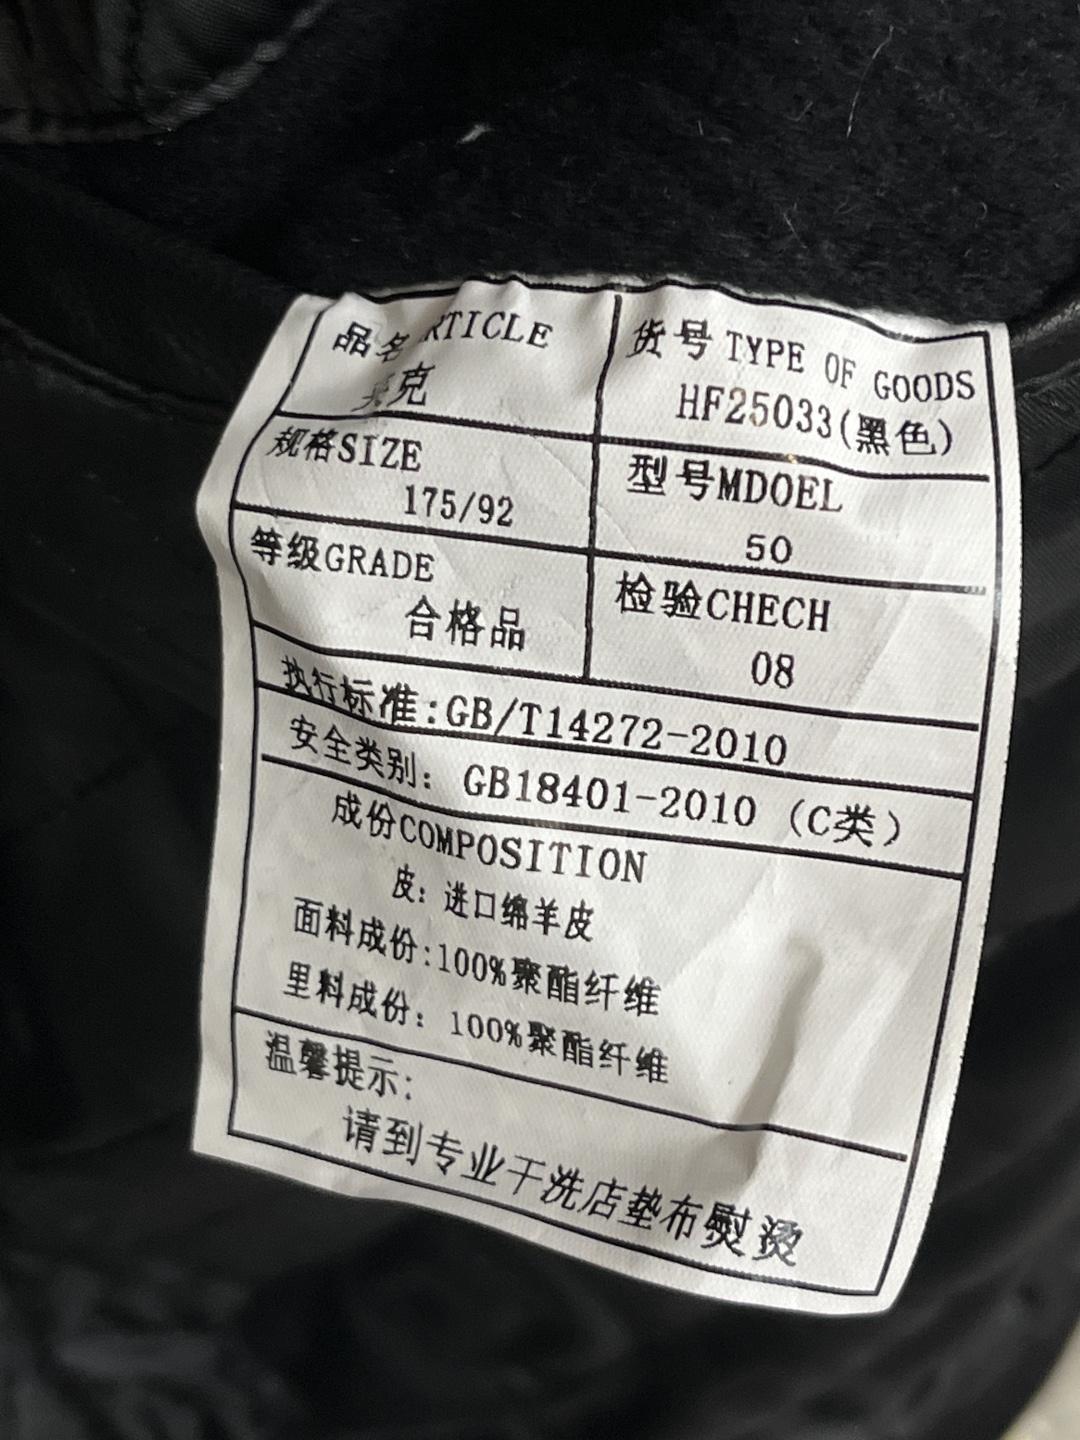 品名ARTICLE
夹克
货号TYPE OF GOODS
HF25033(黑色)
规格SIZE
175/92
型号MDOEL
50
等级GRADE
合格品
检验CHECH
08
执行标准:GB/T14272-2010
安全类别: GB18401-2010 (C类)
成份COMPOSITION
皮: 进口绵羊皮
面料成份:100%聚酯纤维
里料成份: 100%聚酯纤维
温馨提示:
请到专业干洗店垫布熨烫